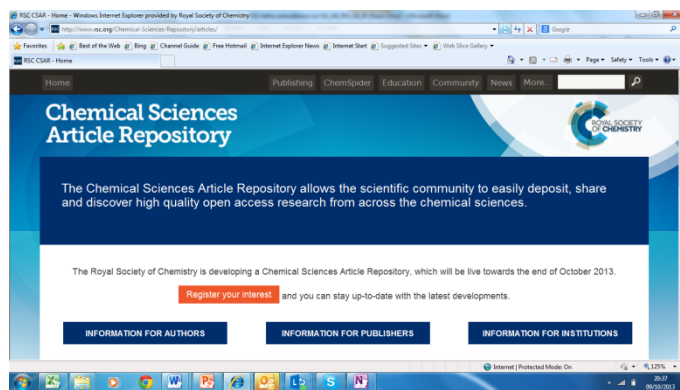 RSC CSAR - Home - Windows Internet Explorer provided by Royal Society of Chemistry
http://www.rsc.org/Chemical-Sciences-Repository/articles/
Google
Favorites Best of the Web Bing Channel Guide Free Hotmail Internet Explorer News Internet Start Suggested Sites Web Slice Gallery
RSC CSAR - Home
Page Safety Tools
Home Publishing ChemSpider Education Community News More...
Chemical Sciences
Article Repository
ROYAL SOCIETY
OF CHEMISTRY
The Chemical Sciences Article Repository allows the scientific community to easily deposit, share
and discover high quality open access research from across the chemical sciences.
The Royal Society of Chemistry is developing a Chemical Sciences Article Repository, which will be live towards the end of October 2013.
Register your interest and you can stay up-to-date with the latest developments.
INFORMATION FOR AUTHORS INFORMATION FOR PUBLISHERS INFORMATION FOR INSTITUTIONS
Internet | Protected Mode: On 125%
20:37
09/10/2013